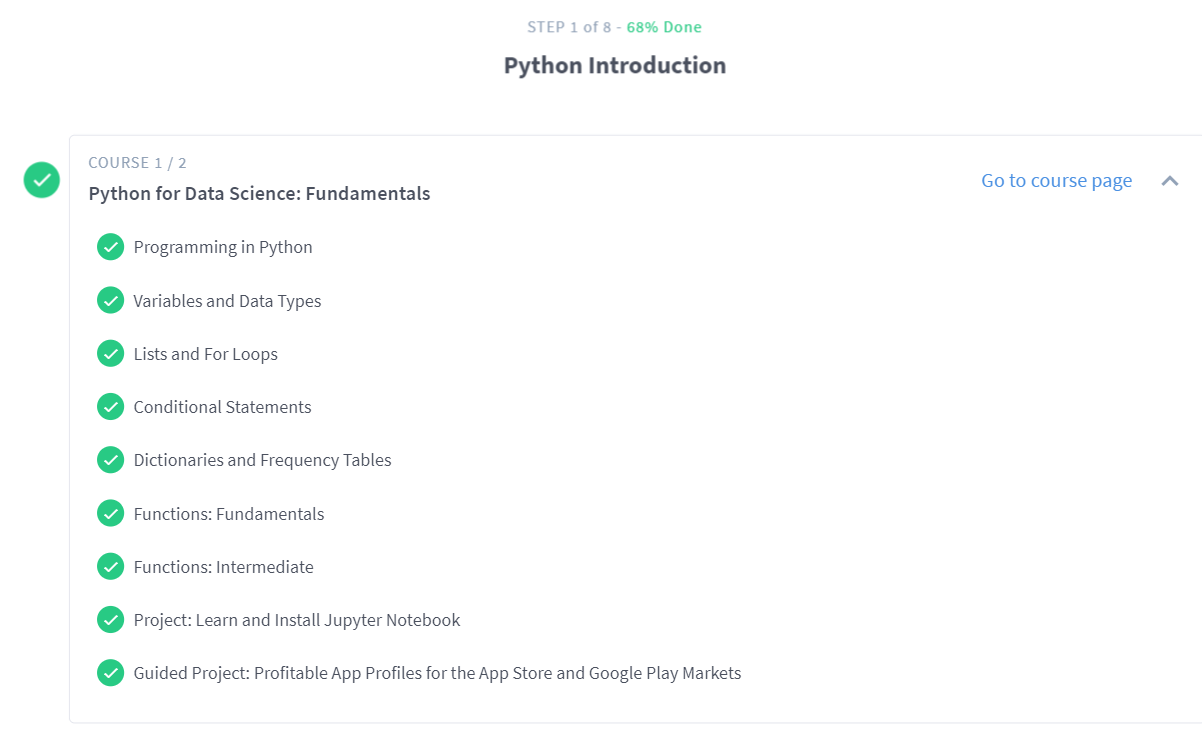 STEP 1 of 8 - 68% Done
Python Introduction
COURSE 1 / 2
Python for Data Science: Fundamentals
Go to course page
Programming in Python
Variables and Data Types
Lists and For Loops
Conditional Statements
Dictionaries and Frequency Tables
Functions: Fundamentals
Functions: Intermediate
Project: Learn and Install Jupyter Notebook
Guided Project: Profitable App Profiles for the App Store and Google Play Markets